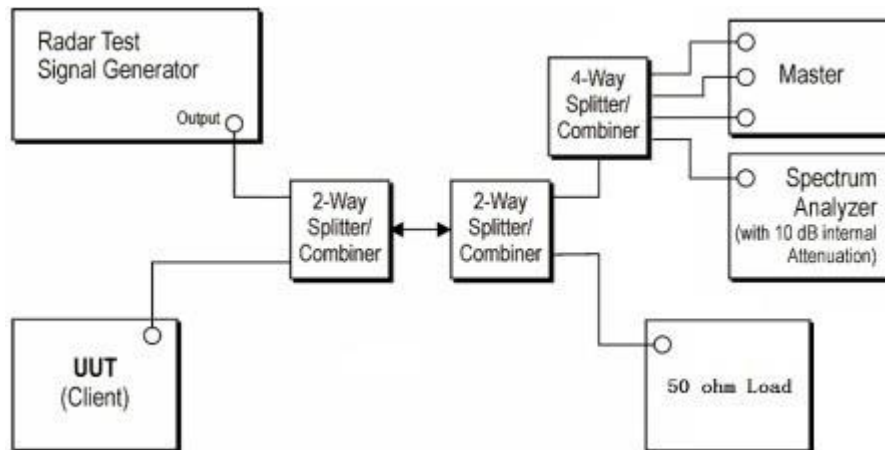 Radar Test
Signal Generator
Output
4-Way
Splitter/
Combiner
Master
2-Way
Splitter/
Combiner
2-Way
Splitter/
Combiner
Spectrum
Analyzer
(with 10 dB internal
Attenuation)
UUT
(Client)
50 ohm Load